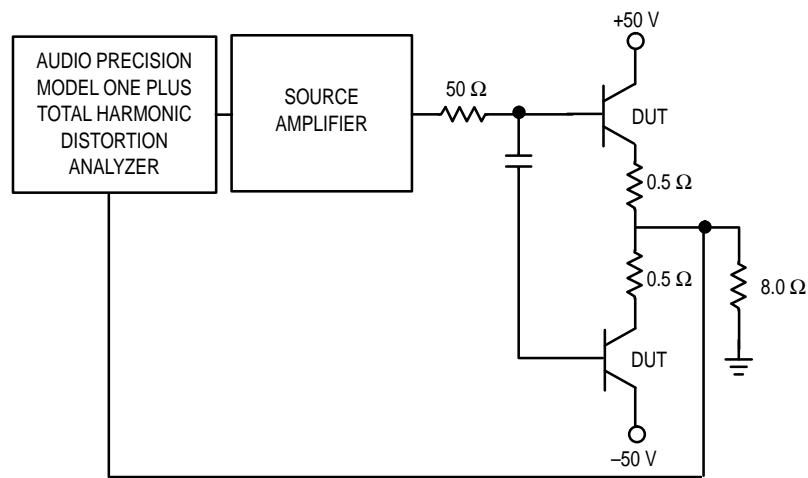 +50 V
AUDIO PRECISION
MODEL ONE PLUS
TOTAL HARMONIC
DISTORTION
ANALYZER
SOURCE
AMPLIFIER
50 Ω
DUT
0.5 Ω
0.5 Ω
8.0 Ω
DUT
–50 V